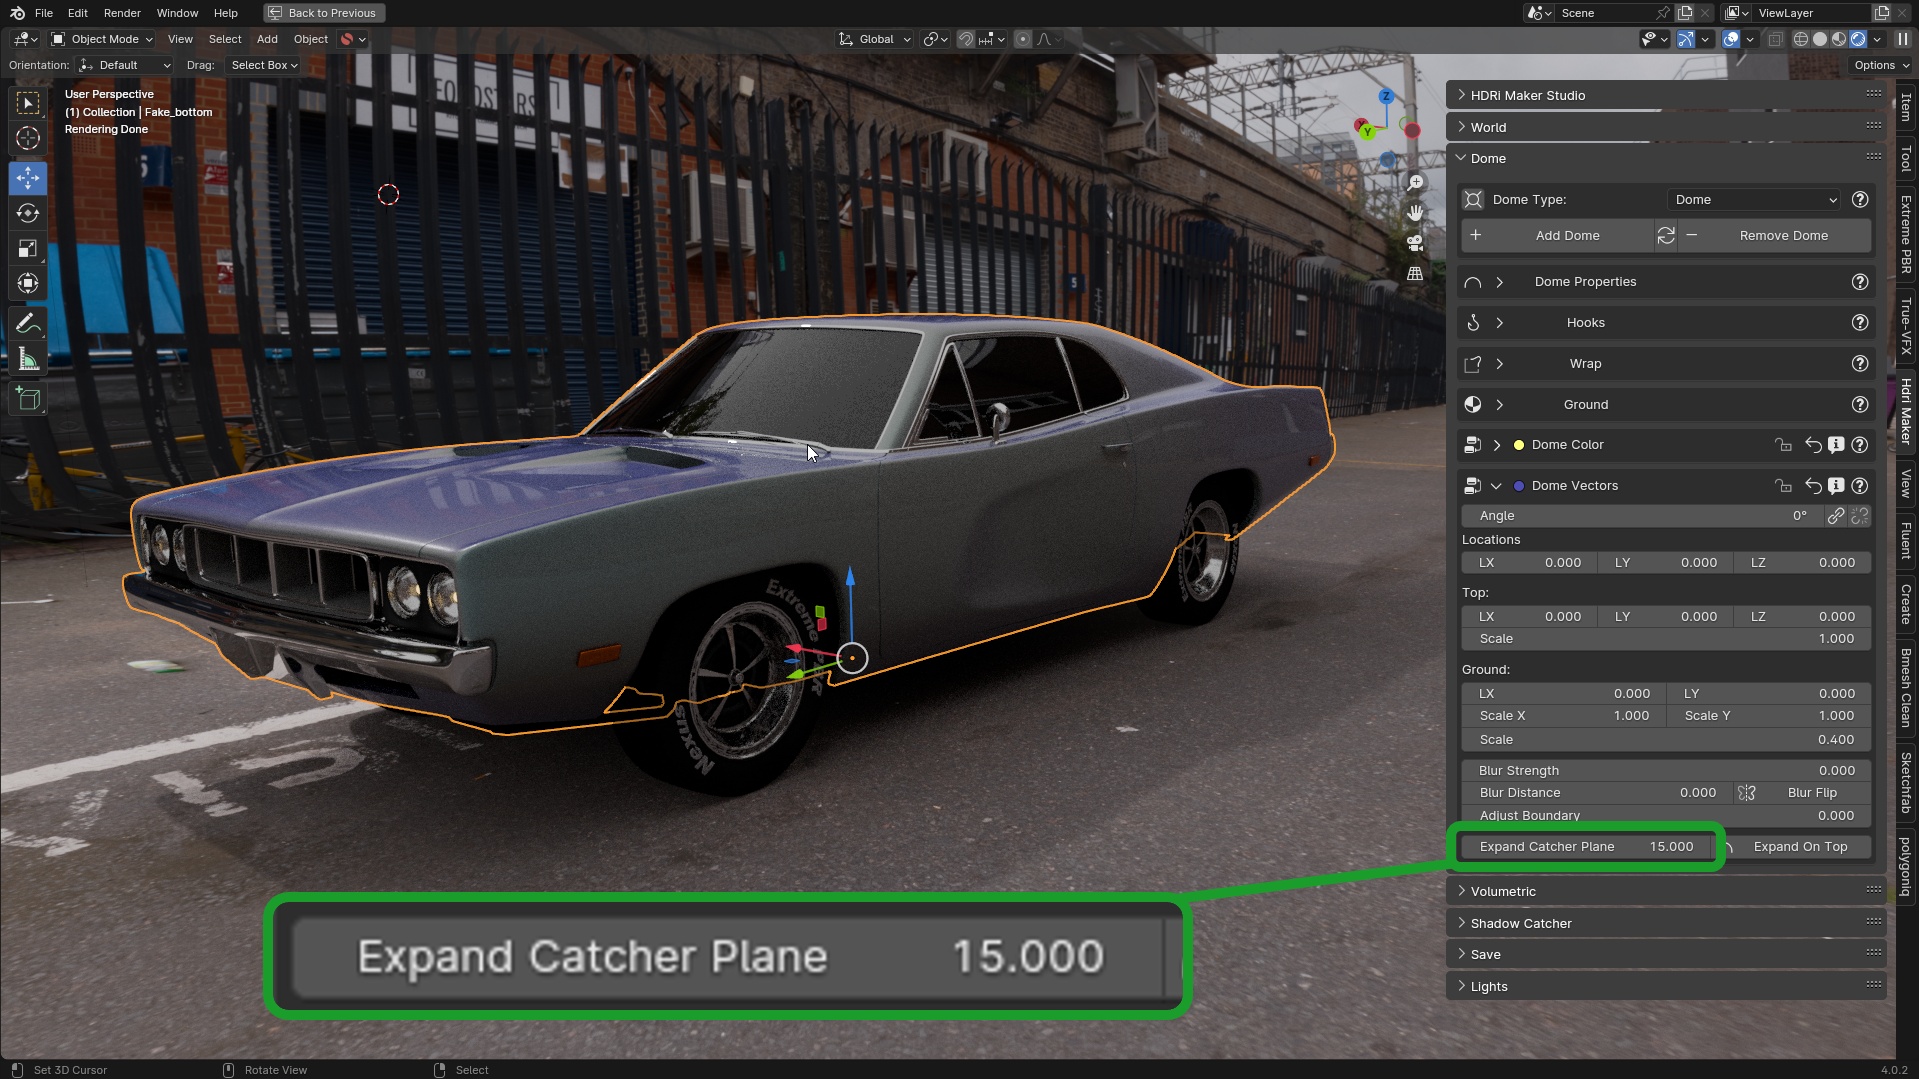 File Edit Render Window Help Back to Previous Scene ViewLayer
Object Mode View Select Add Object Global
Orientation: Default Drag: Select Box Options
User Perspective
(1) Collection | Fake_bottom
Rendering Done
HDRi Maker Studio
World
Dome
Dome Type: Dome
Add Dome Remove Dome
Dome Properties
Hooks
Wrap
Ground
Dome Color
Dome Vectors
Angle 0°
Locations
LX 0.000 LY 0.000 LZ 0.000
Top:
LX 0.000 LY 0.000 LZ 0.000
Scale 1.000
Ground:
LX 0.000 LY 0.000
Scale X 1.000 Scale Y 1.000
Scale 0.400
Blur Strength 0.000
Blur Distance 0.000 Blur Flip
Adjust Boundary 0.000
Expand Catcher Plane 15.000 Expand On Top
Volumetric
Shadow Catcher
Save
Lights
Item
Tool
Extreme PBR
True-VFX
Hdri Maker
View
Fluent
Create
Bmesh Clean
Sketchfab
polygoniq
Z
X
Y
5
5
Extreme PBR
Nexus
Expand Catcher Plane 15.000
Set 3D Cursor Rotate View Select 4.0.2